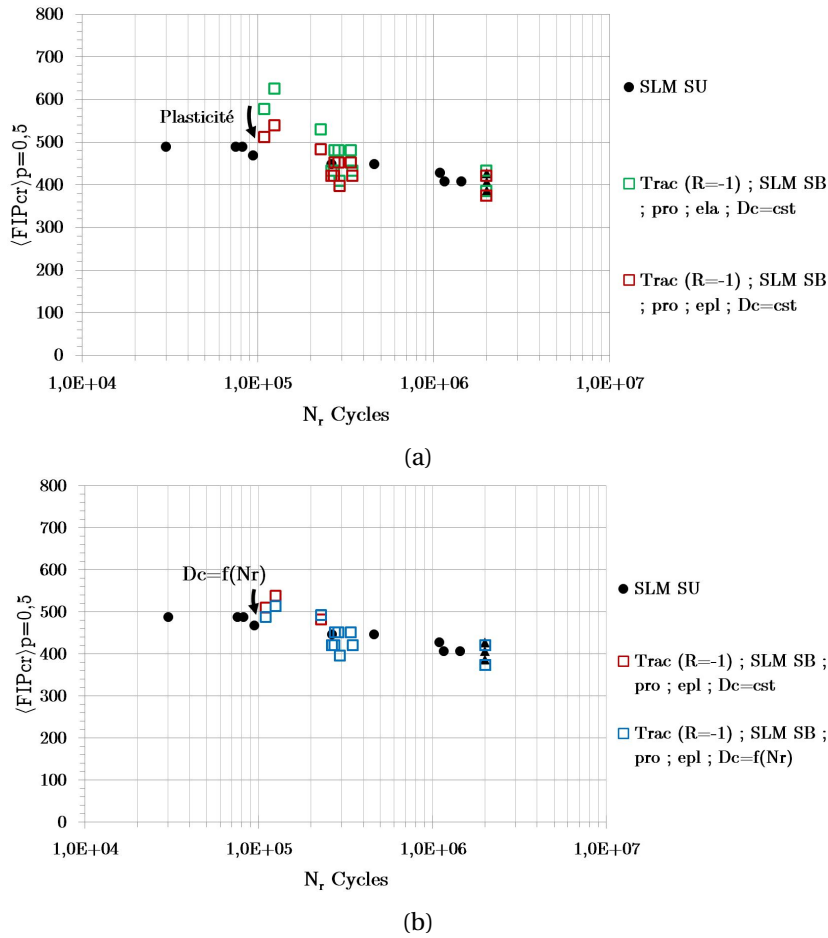 800
700
600
500
400
300
200
100
0
⟨FIPcr⟩p=0,5
Plasticité
1,0E+04
1,0E+05
1,0E+06
1,0E+07
N_r Cycles
SLM SU
Trac (R=-1) ; SLM SB
; pro ; ela ; Dc=cst
Trac (R=-1) ; SLM SB
; pro ; epl ; Dc=cst
(a)
800
700
600
500
400
300
200
100
0
⟨FIPcr⟩p=0,5
Dc=f(Nr)
1,0E+04
1,0E+05
1,0E+06
1,0E+07
N_r Cycles
SLM SU
Trac (R=-1) ; SLM SB ;
pro ; epl ; Dc=cst
Trac (R=-1) ; SLM SB ;
pro ; epl ; Dc=f(Nr)
(b)